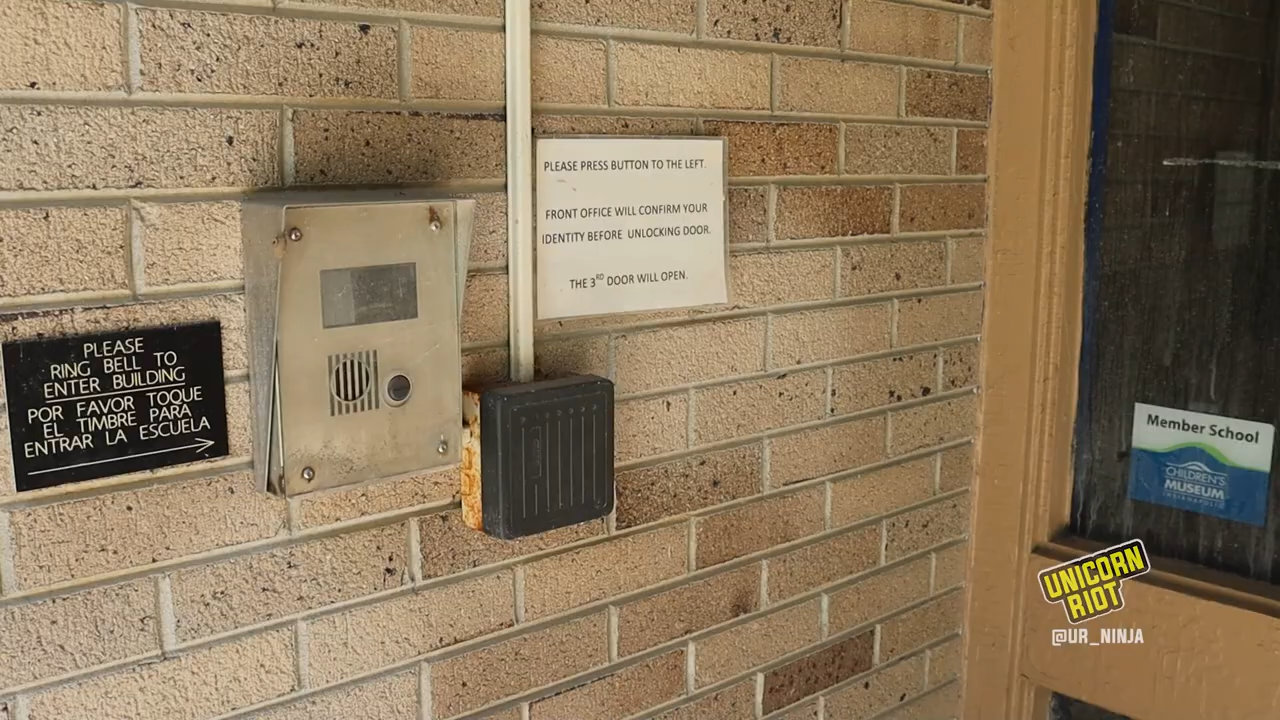 PLEASE PRESS BUTTON TO THE LEFT.
FRONT OFFICE WILL CONFIRM YOUR
IDENTITY BEFORE UNLOCKING DOOR.
THE 3RD DOOR WILL OPEN.
PLEASE
RING BELL TO
ENTER BUILDING
POR FAVOR TOQUE
EL TIMBRE PARA
ENTRAR LA ESCUELA
Member School
CHILDREN'S
MUSEUM
INDIANAPOLIS
UNICORN
RIOT
@UR_NINJA